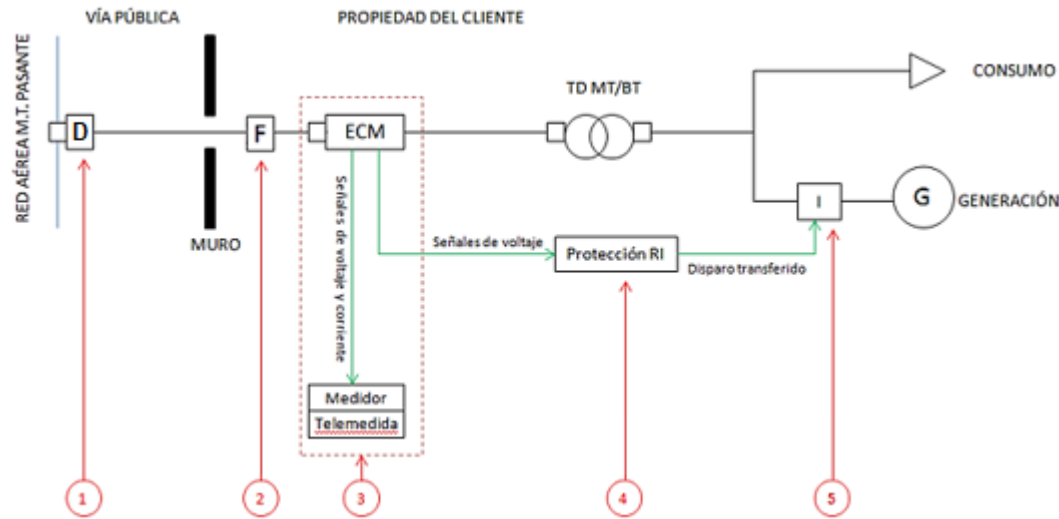 VÍA PÚBLICA
PROPIEDAD DEL CLIENTE
RED AÉREA M.T. PASANTE
D
F
ECM
TD MT/BT
CONSUMO
MURO
Señales de voltaje y corriente
Señales de voltaje
Protección RI
Disparo transferido
I
G
GENERACIÓN
Medidor
Telemedida
1
2
3
4
5